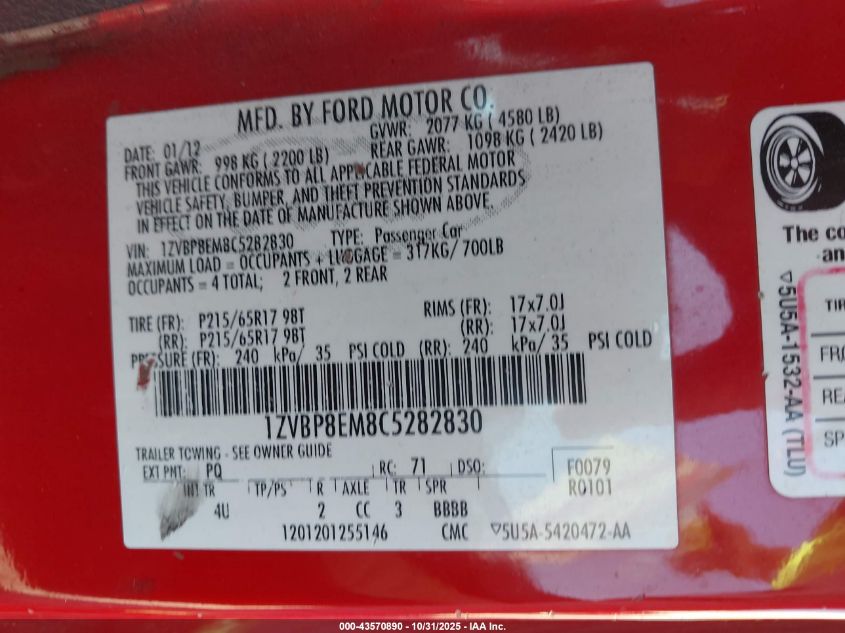 MFD. BY FORD MOTOR CO.
DATE: 01/12 GVWR: 2077 KG ( 4580 LB)
FRONT GAWR: 998 KG ( 2200 LB) REAR GAWR: 1098 KG ( 2420 LB)
THIS VEHICLE CONFORMS TO ALL APPLICABLE FEDERAL MOTOR
VEHICLE SAFETY, BUMPER, AND THEFT PREVENTION STANDARDS
IN EFFECT ON THE DATE OF MANUFACTURE SHOWN ABOVE.
VIN: 1ZVBP8EM8C5282830 TYPE: Passenger Car
MAXIMUM LOAD = OCCUPANTS + LUGGAGE = 317KG/ 700LB
OCCUPANTS = 4 TOTAL; 2 FRONT, 2 REAR
TIRE (FR): P215/65R17 98T RIMS (FR): 17x7.0J
(RR): P215/65R17 98T (RR): 17x7.0J
PRESSURE (FR): 240 kPa/ 35 PSI COLD (RR): 240 kPa/ 35 PSI COLD
1ZVBP8EM8C5282830
TRAILER TOWING - SEE OWNER GUIDE
EXT PNT: PQ RC: 71 DSO: F0079
INT TR TP/PS R AXLE TR SPR R0101
4U 2 CC 3 BBBB
1201201255146 CMC ▽5U5A-5420472-AA
The co
an
TIR
FRO
REA
SP
▽5U5A-1532-AA (TLU)
000-43570890 - 10/31/2025 - IAA Inc.